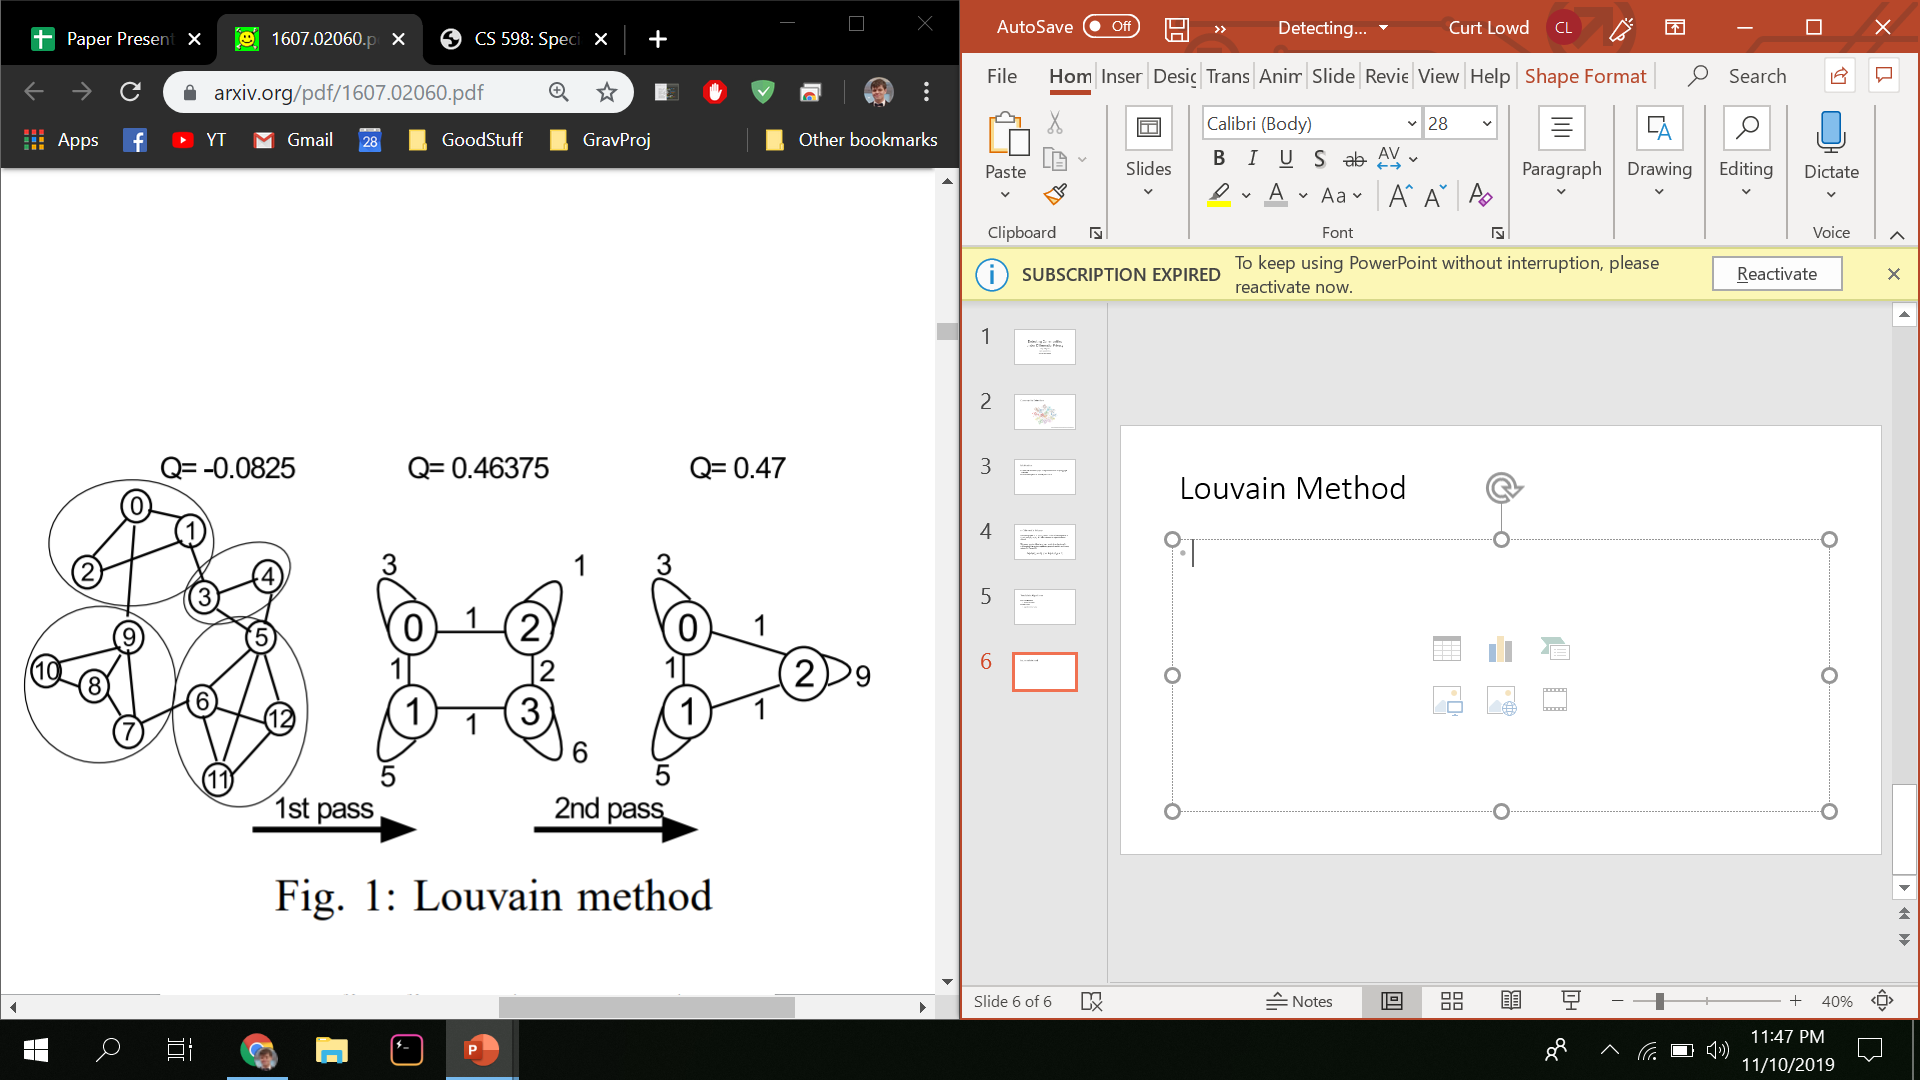 Paper Present
1607.02060.p
CS 598: Speci
arxiv.org/pdf/1607.02060.pdf
Apps
YT
Gmail
28
GoodStuff
GravProj
Other bookmarks
Q= -0.0825
Q= 0.46375
Q= 0.47
0
1
2
3
4
5
6
7
8
9
10
11
12
3
1
0
1
2
1
2
1
1
3
5
6
3
0
1
1
2
9
1
1
5
1st pass
2nd pass
Fig. 1: Louvain method
AutoSave
Off
Detecting...
Curt Lowd
CL
File
Hom
Inser
Desig
Trans
Anim
Slide
Revie
View
Help
Shape Format
Search
Paste
Clipboard
Slides
Calibri (Body)
28
B I U S ab AV
A Aa A A A
Font
Paragraph
Drawing
Editing
Dictate
Voice
SUBSCRIPTION EXPIRED
To keep using PowerPoint without interruption, please
reactivate now.
Reactivate
1
2
3
4
5
6
Louvain Method
Slide 6 of 6
Notes
40%
11:47 PM
11/10/2019